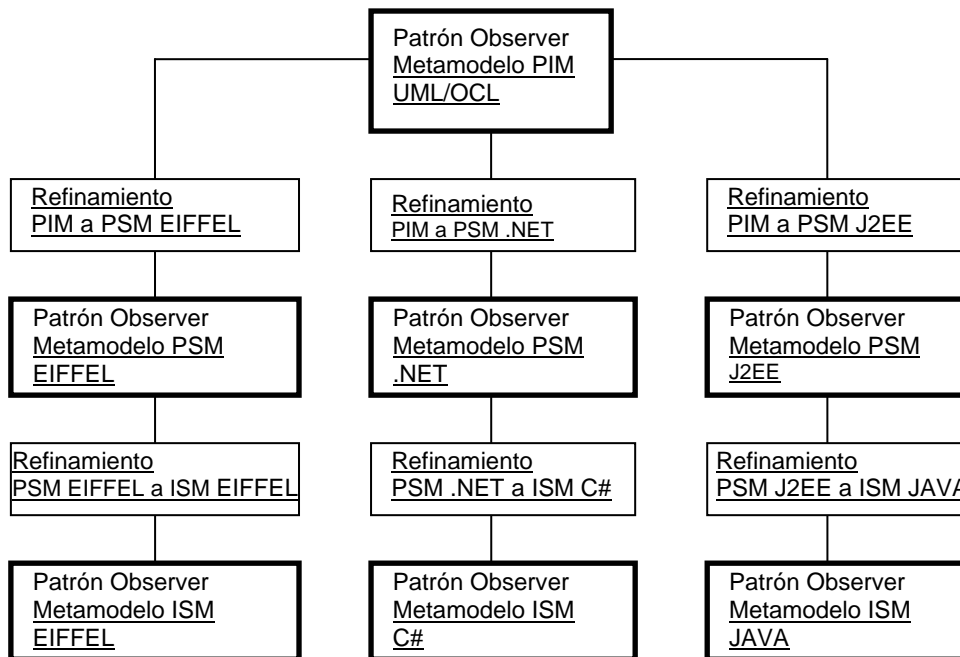 Patrón Observer
Metamodelo PIM
UML/OCL
Refinamiento
PIM a PSM EIFFEL
Refinamiento
PIM a PSM .NET
Refinamiento
PIM a PSM J2EE
Patrón Observer
Metamodelo PSM
EIFFEL
Patrón Observer
Metamodelo PSM
.NET
Patrón Observer
Metamodelo PSM
J2EE
Refinamiento
PSM EIFFEL a ISM EIFFEL
Refinamiento
PSM .NET a ISM C#
Refinamiento
PSM J2EE a ISM JAVA
Patrón Observer
Metamodelo ISM
EIFFEL
Patrón Observer
Metamodelo ISM
C#
Patrón Observer
Metamodelo ISM
JAVA